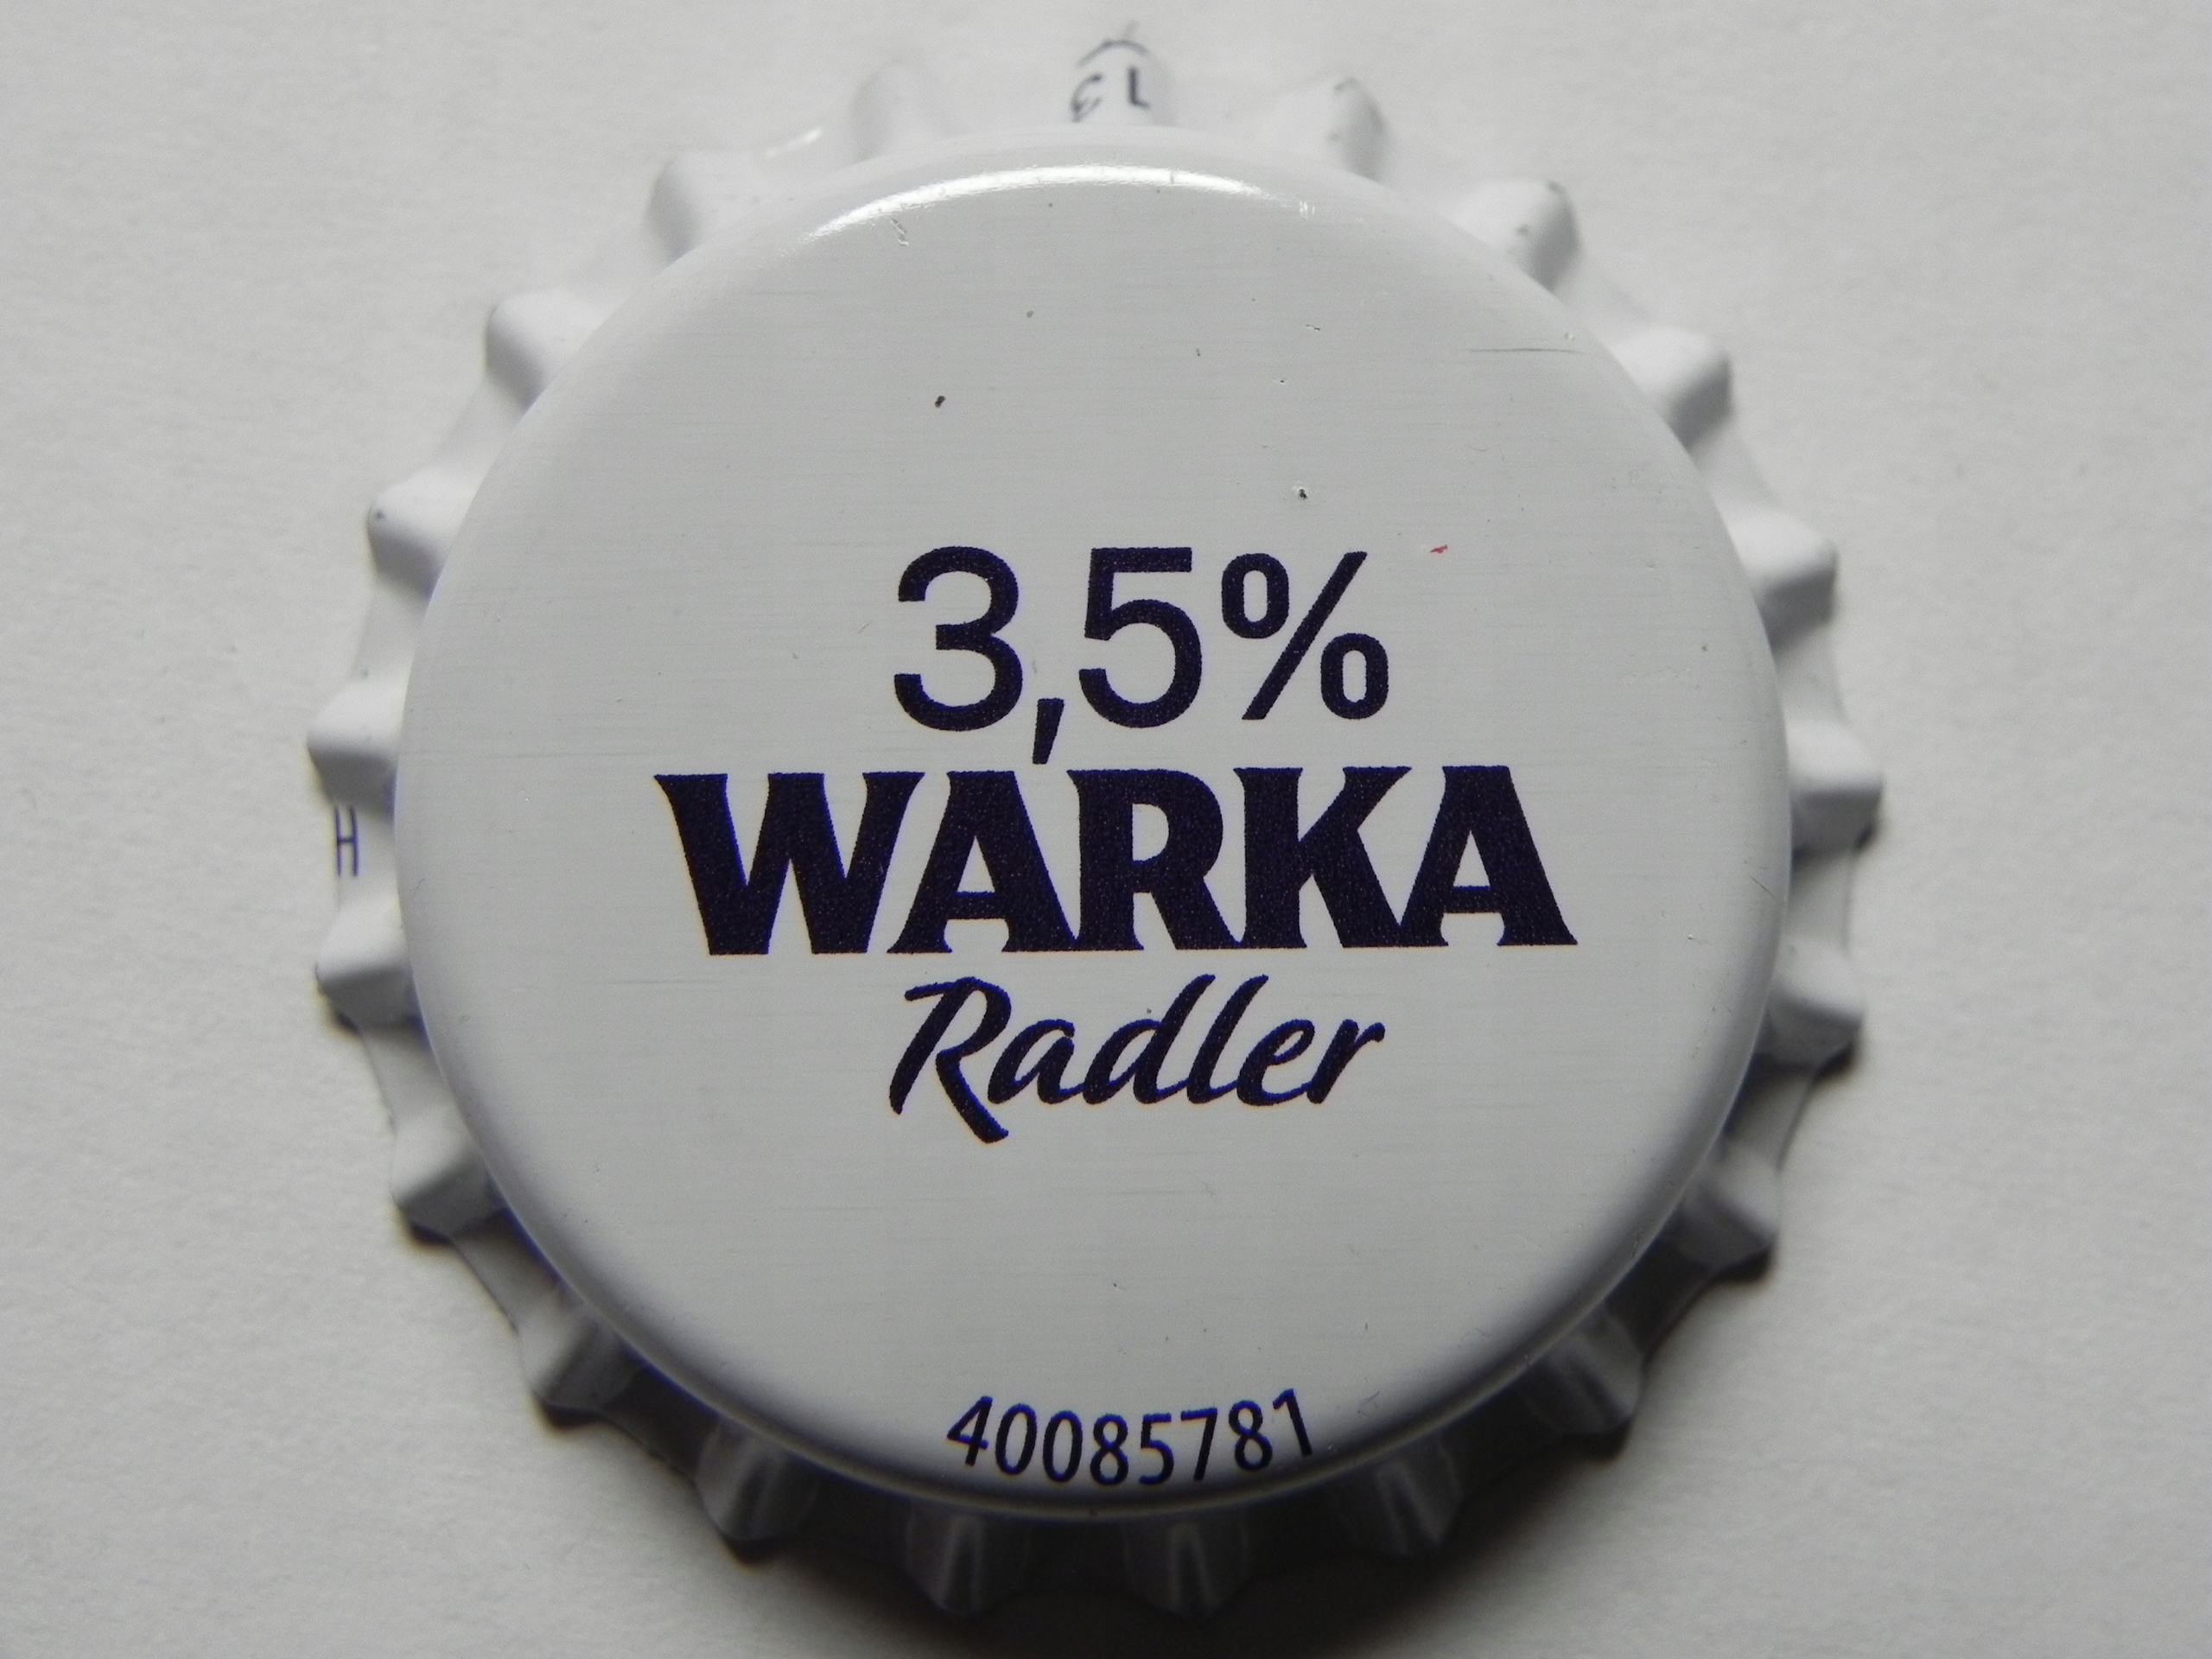 3,5%
WARKA
Radler
H
40085781